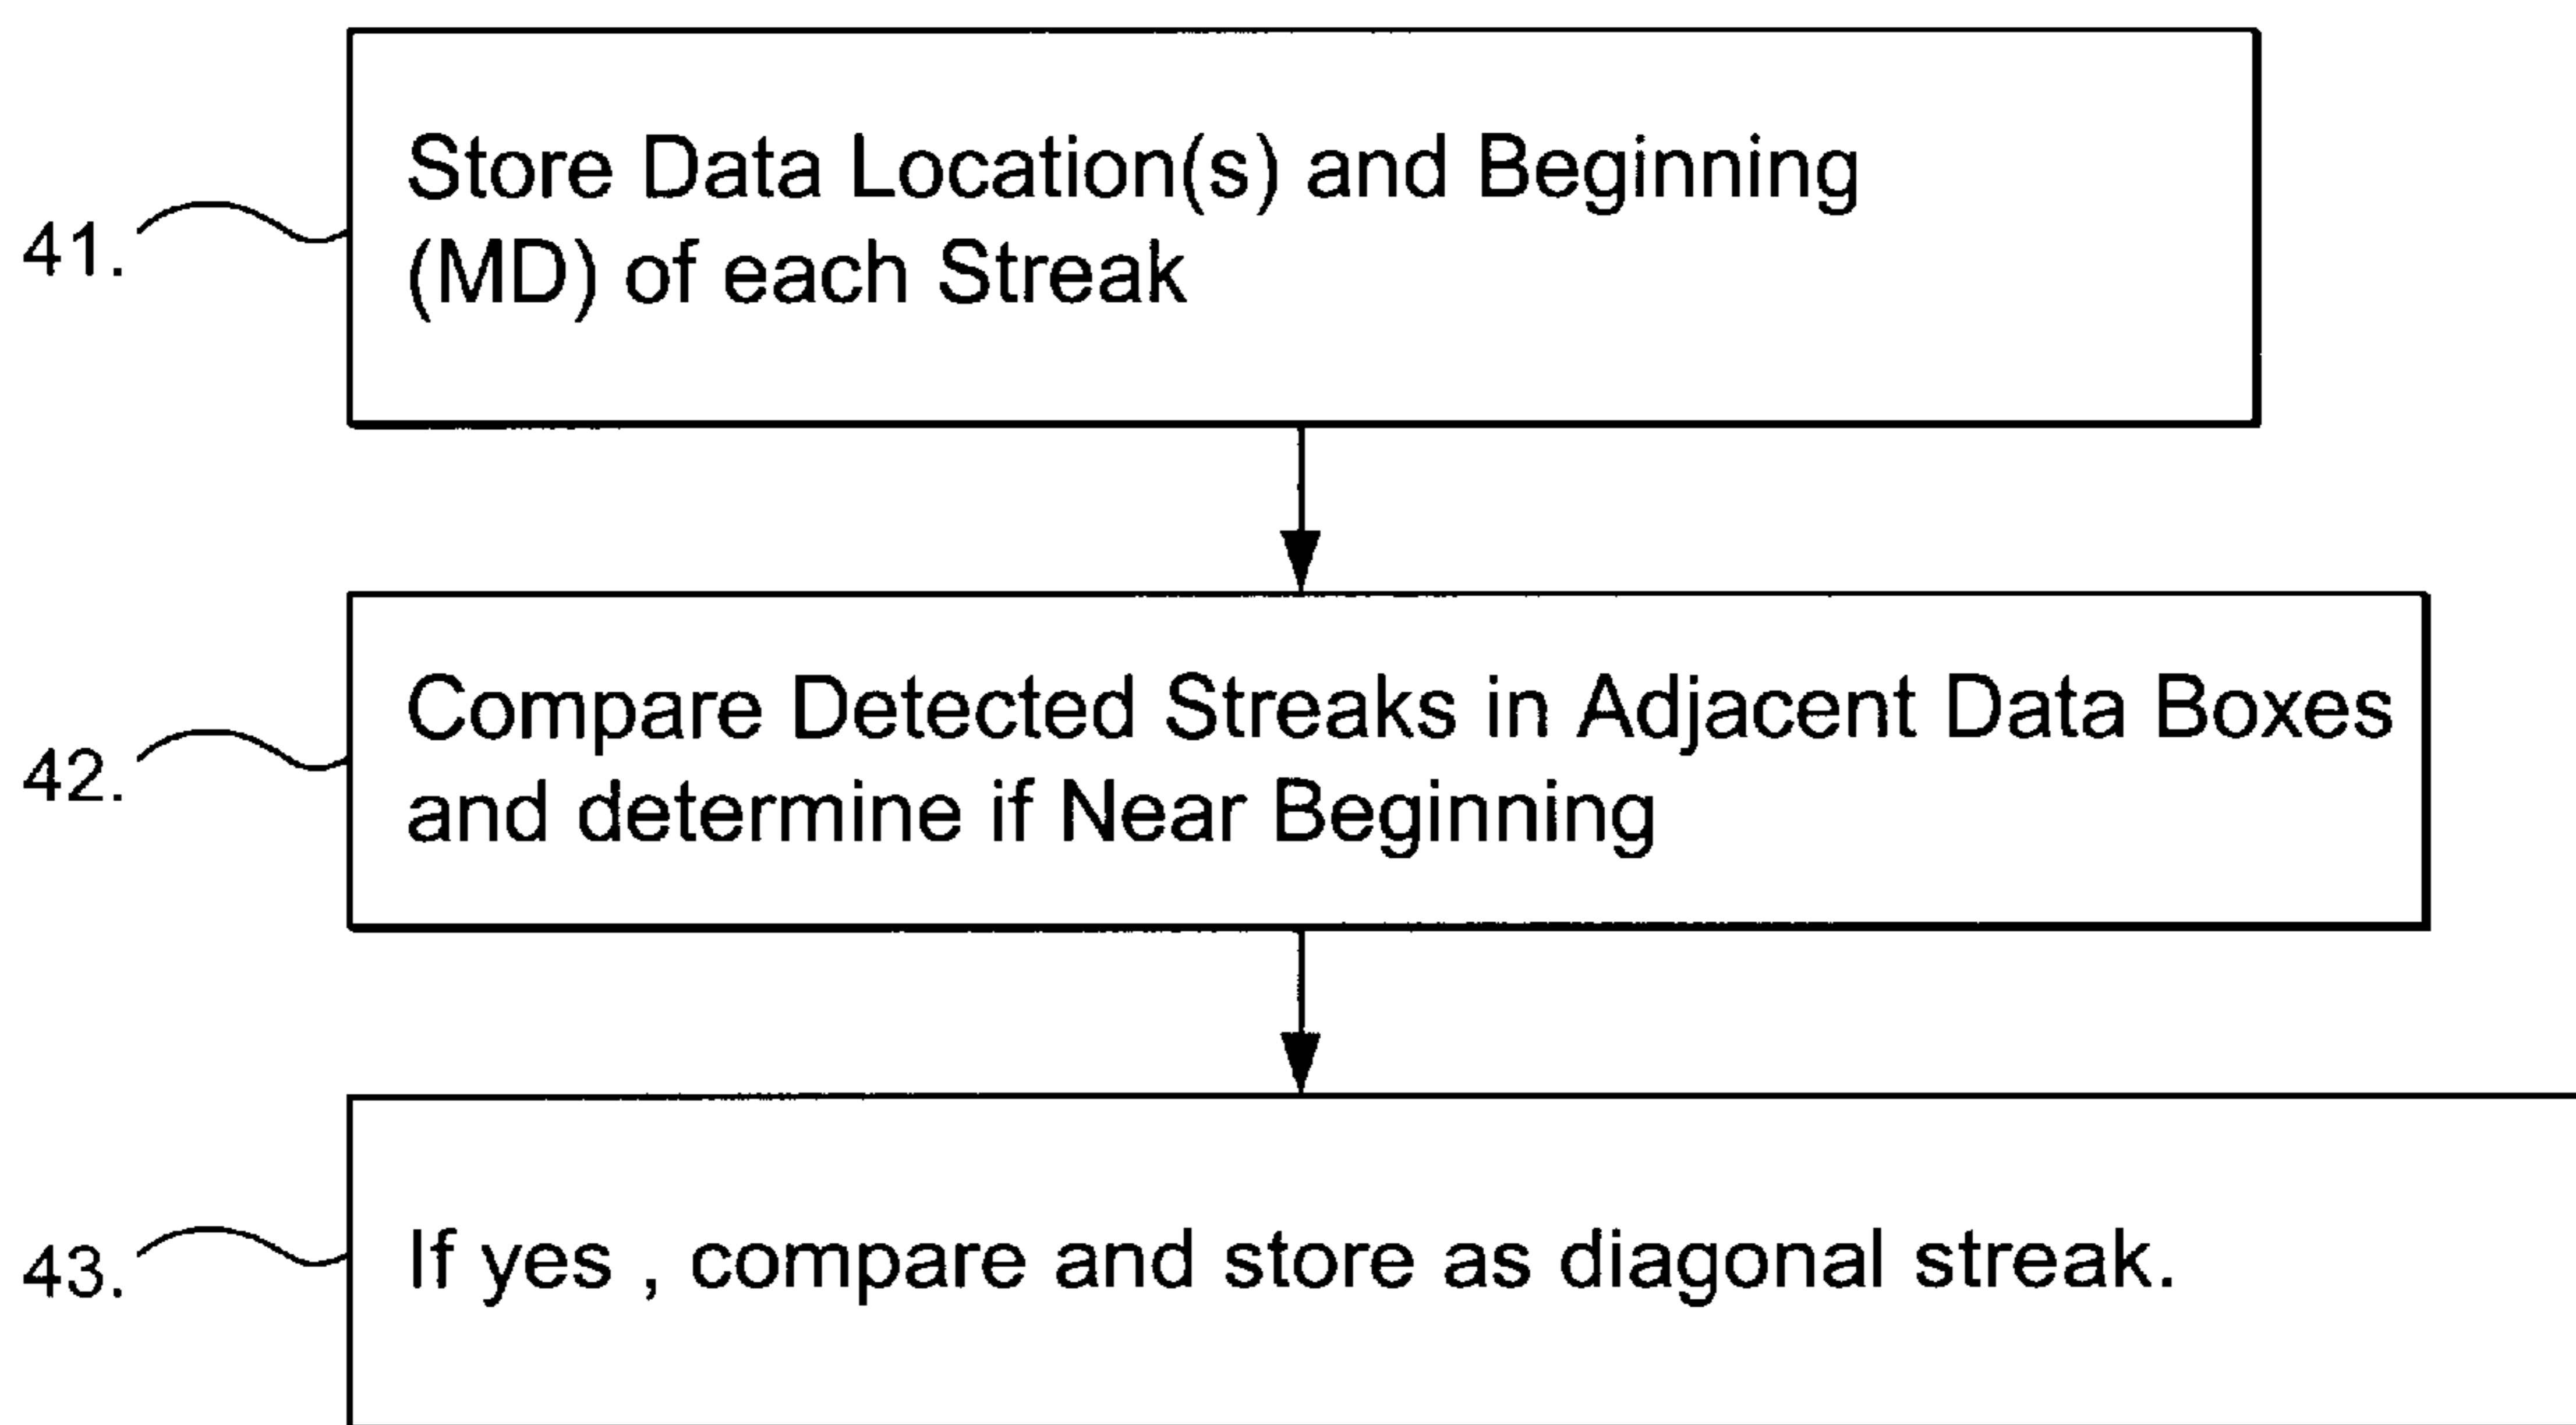 41.
Store Data Location(s) and Beginning
(MD) of each Streak
42.
Compare Detected Streaks in Adjacent Data Boxes
and determine if Near Beginning
43.
If yes , compare and store as diagonal streak.